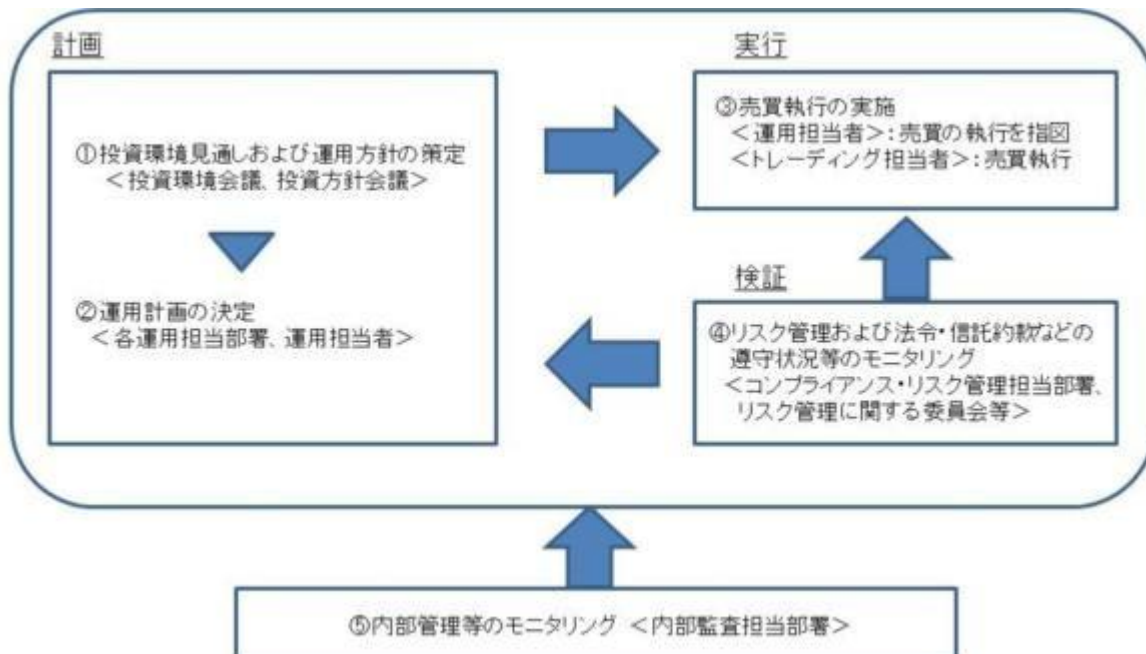 計画
①投資環境見通しおよび運用方針の策定
＜投資環境会議、投資方針会議＞
②運用計画の決定
＜各運用担当部署、運用担当者＞
実行
③売買執行の実施
＜運用担当者＞：売買の執行を指図
＜トレーディング担当者＞：売買執行
検証
④リスク管理および法令・信託約款などの
遵守状況等のモニタリング
＜コンプライアンス・リスク管理担当部署、
リスク管理に関する委員会等＞
⑤内部管理等のモニタリング ＜内部監査担当部署＞